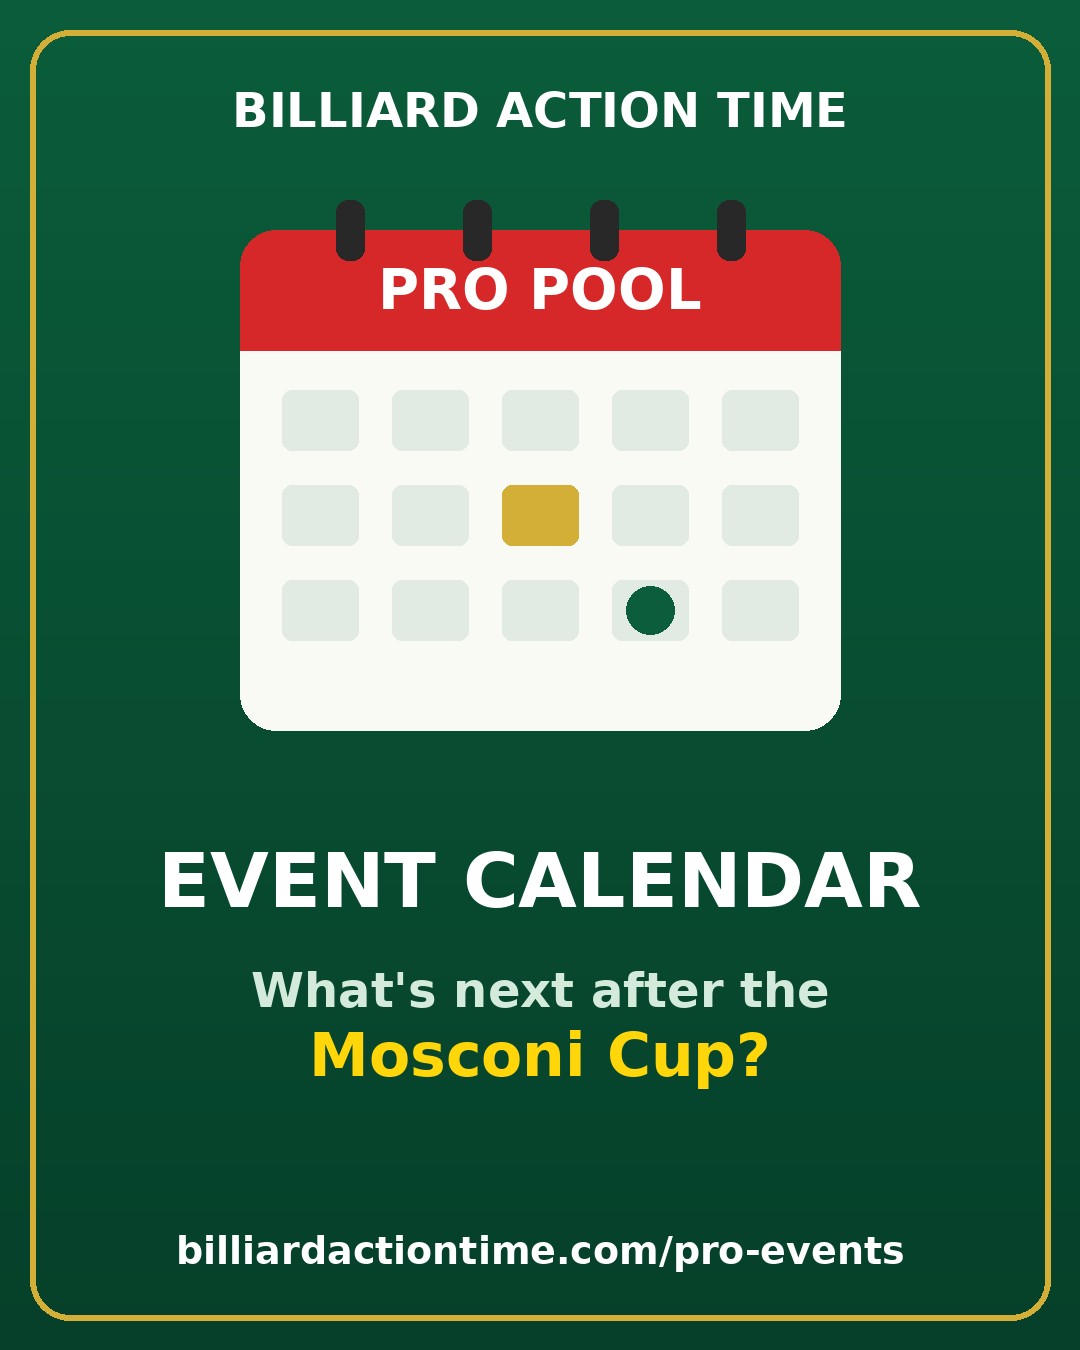 BILLIARD ACTION TIME
PRO POOL
EVENT CALENDAR
What's next after the
Mosconi Cup?
billiardactiontime.com/pro-events